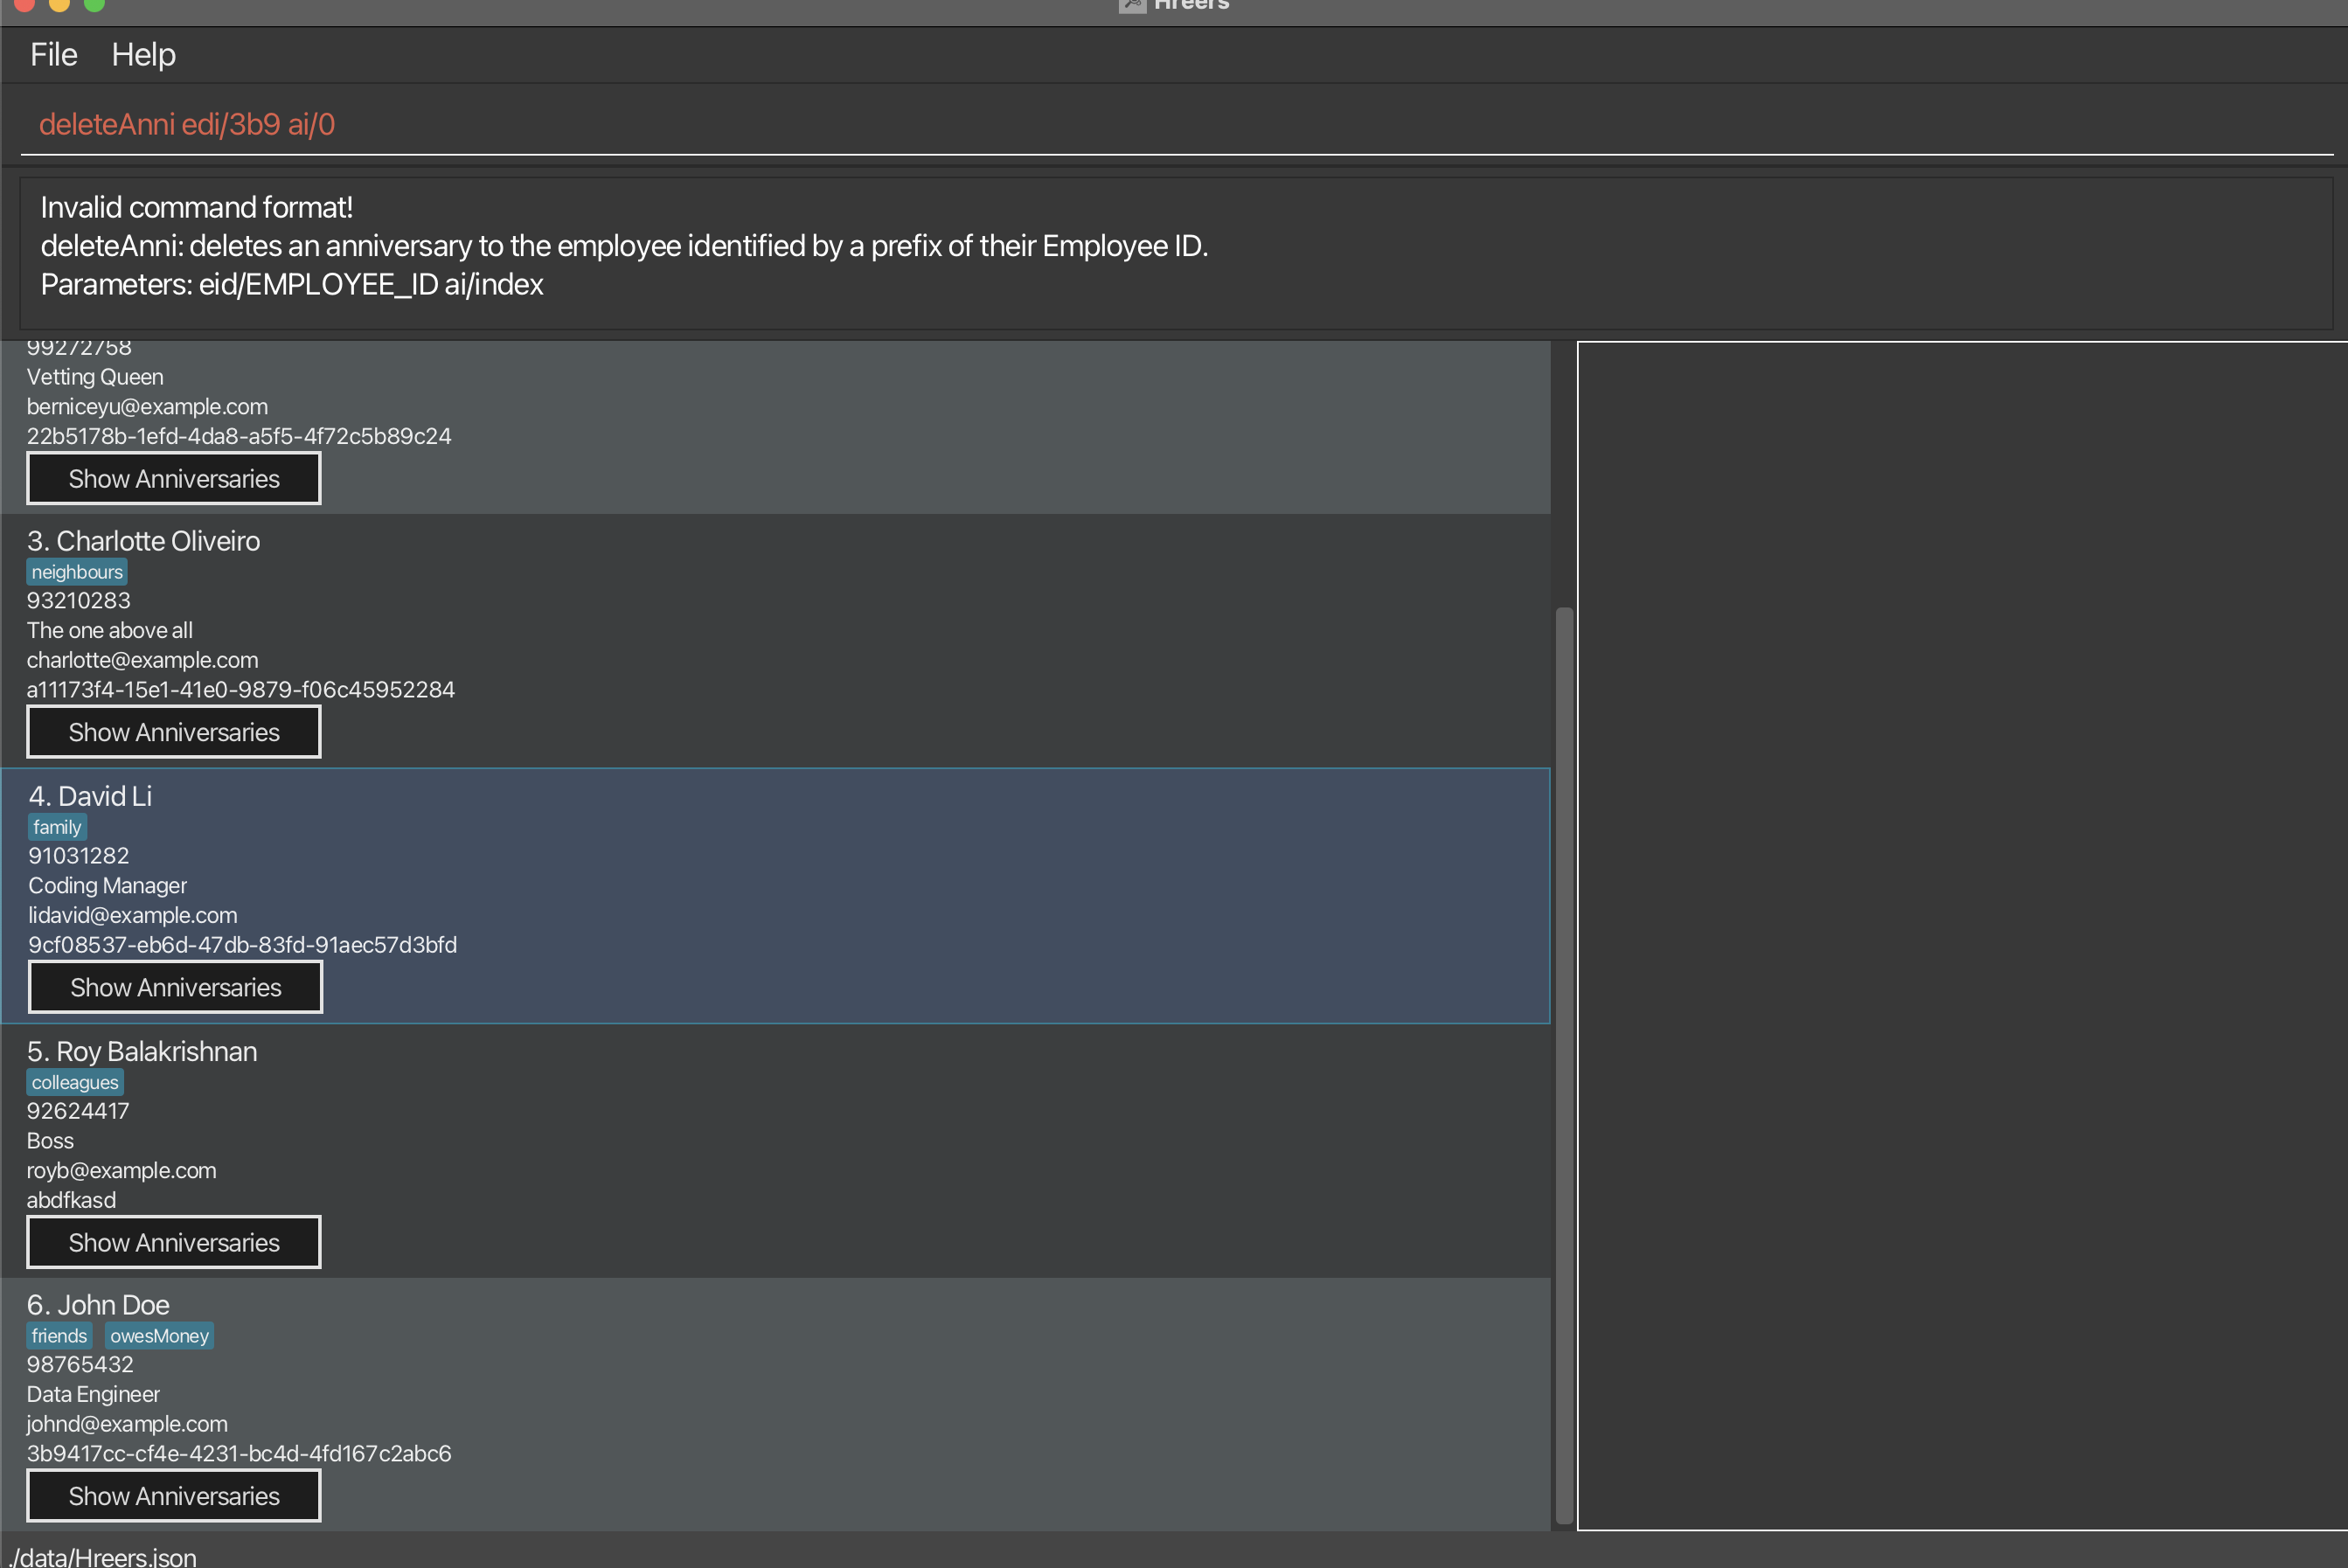 Hreers
File Help
deleteAnni edi/3b9 ai/0
Invalid command format!
deleteAnni: deletes an anniversary to the employee identified by a prefix of their Employee ID.
Parameters: eid/EMPLOYEE_ID ai/index
99272758
Vetting Queen
berniceyu@example.com
22b5178b-1efd-4da8-a5f5-4f72c5b89c24
Show Anniversaries
3. Charlotte Oliveiro
neighbours
93210283
The one above all
charlotte@example.com
a11173f4-15e1-41e0-9879-f06c45952284
Show Anniversaries
4. David Li
family
91031282
Coding Manager
lidavid@example.com
9cf08537-eb6d-47db-83fd-91aec57d3bfd
Show Anniversaries
5. Roy Balakrishnan
colleagues
92624417
Boss
royb@example.com
abdfkasd
Show Anniversaries
6. John Doe
friends owesMoney
98765432
Data Engineer
johnd@example.com
3b9417cc-cf4e-4231-bc4d-4fd167c2abc6
Show Anniversaries
./data/Hreers.json